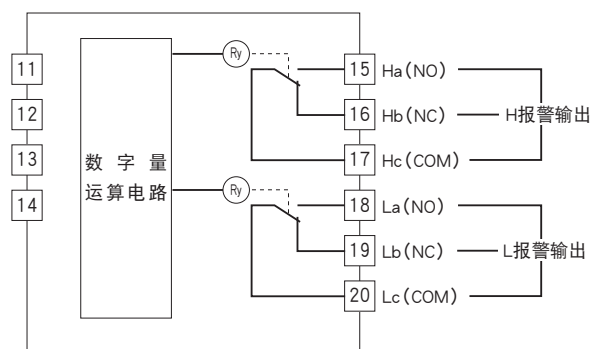 11
12
13
14
数字量
运算电路
Ry
15 Ha(NO)
16 Hb(NC)
17 Hc(COM)
H报警输出
Ry
18 La(NO)
19 Lb(NC)
20 Lc(COM)
L报警输出